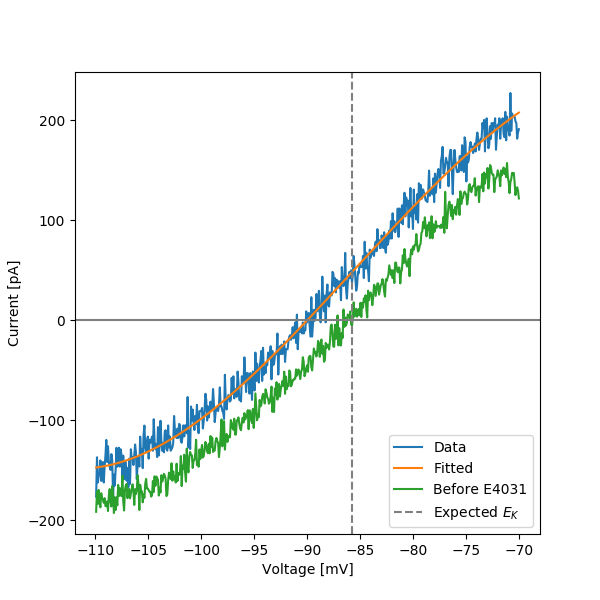 200
100
0
−100
−200
Current [pA]
−110 −105 −100 −95 −90 −85 −80 −75 −70
Voltage [mV]
Data
Fitted
Before E4031
Expected E_K